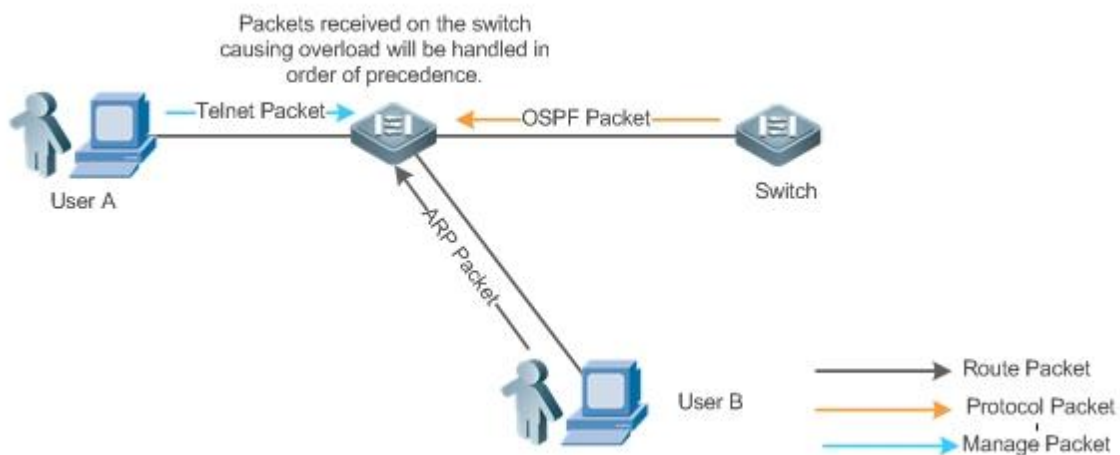 Packets received on the switch
causing overload will be handled in
order of precedence.
Telnet Packet
OSPF Packet
User A
Switch
ARP Packet
User B
Route Packet
Protocol Packet
Manage Packet